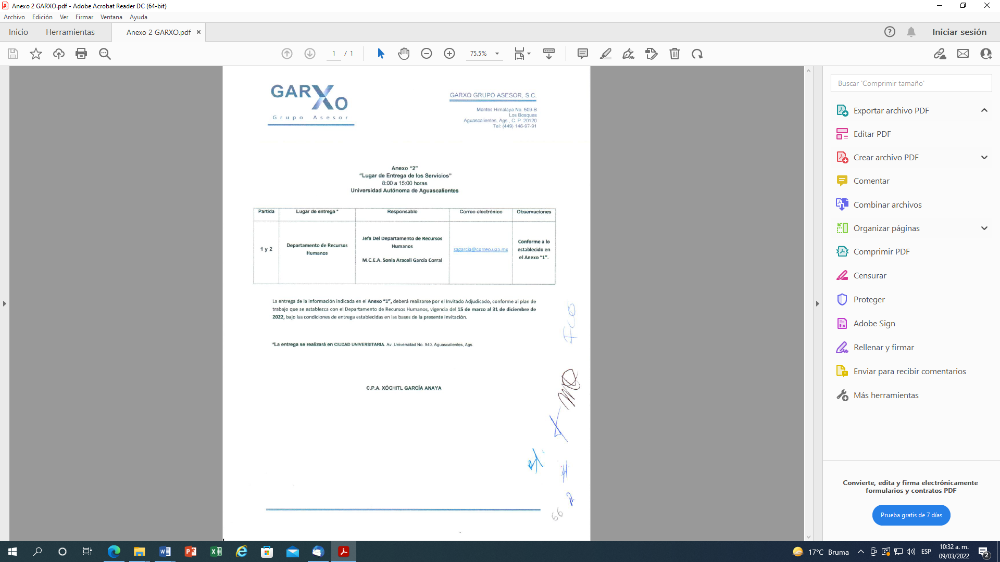 Anexo 2 GARXO.pdf - Adobe Acrobat Reader DC (64-bit)
Archivo Edición Ver Firmar Ventana Ayuda
Inicio Herramientas Anexo 2 GARXO.pdf × Iniciar sesión
1 / 1 75.5%
GARXO
Grupo Asesor
GARXO GRUPO ASESOR, S.C.
Montes Himalaya No. 509-B
Los Bosques
Aguascalientes, Ags., C. P. 20120
Tel: (449) 146-97-91
Anexo “2”
“Lugar de Entrega de los Servicios”
8:00 a 15:00 horas
Universidad Autónoma de Aguascalientes
Partida Lugar de entrega * Responsable Correo electrónico Observaciones
1 y 2
Departamento de Recursos
Humanos
Jefa Del Departamento de Recursos
Humanos
M.C.E.A. Sonia Araceli García Corral
sagarcia@correo.uaa.mx
Conforme a lo
establecido en
el Anexo “1”.
La entrega de la información indicada en el Anexo “1”, deberá realizarse por el Invitado Adjudicado, conforme al plan de
trabajo que se establezca con el Departamento de Recursos Humanos, vigencia del 15 de marzo al 31 de diciembre de
2022, bajo las condiciones de entrega establecidas en las bases de la presente Invitación.
*La entrega se realizará en CIUDAD UNIVERSITARIA. Av. Universidad No. 940. Aguascalientes, Ags.
C.P.A. XÓCHITL GARCÍA ANAYA
66
Buscar 'Comprimir tamaño'
Exportar archivo PDF
Editar PDF
Crear archivo PDF
Comentar
Combinar archivos
Organizar páginas
Comprimir PDF
Censurar
Proteger
Adobe Sign
Rellenar y firmar
Enviar para recibir comentarios
Más herramientas
Convierte, edita y firma electrónicamente
formularios y contratos PDF
Prueba gratis de 7 días
17°C Bruma ESP
10:32 a. m.
09/03/2022
2